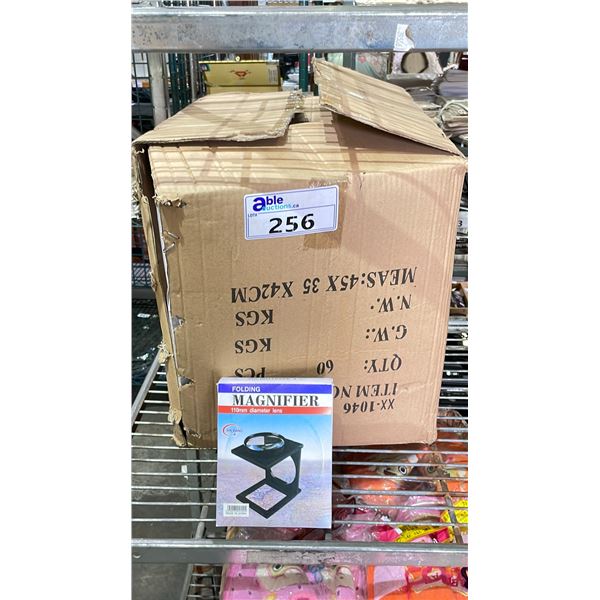 able
auctions.ca
LOT#
256
MEAS:45X 35 X42CM
N.W.: KGS
G.W.: KGS
QTY: 60 PCS
ITEM NO
XX-1046
FOLDING
MAGNIFIER
110mm diameter lens